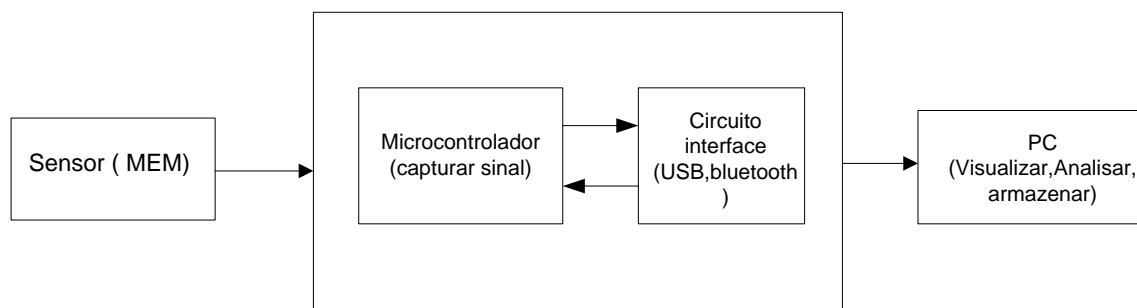 Sensor ( MEM)
Microcontrolador
(capturar sinal)
Circuito
interface
(USB,bluetooth
)
PC
(Visualizar,Analisar,
armazenar)